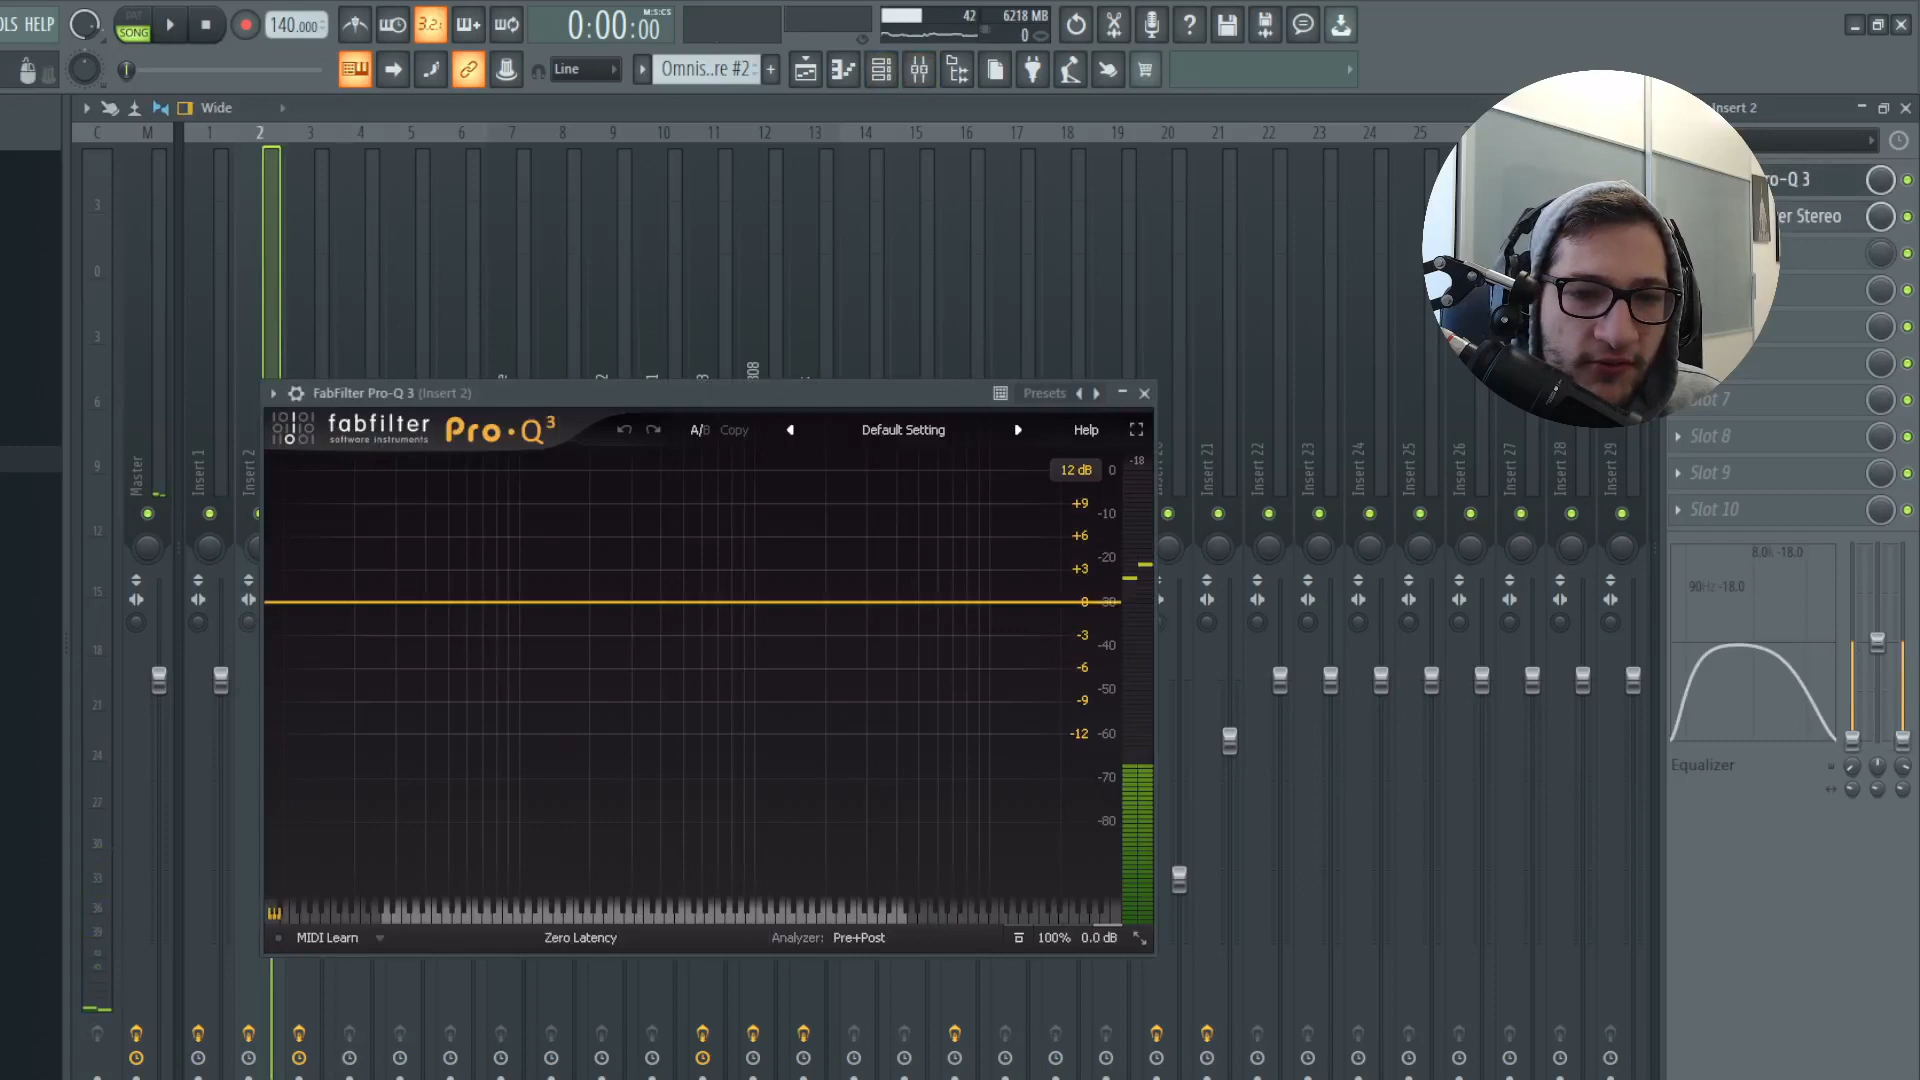 OLS HELP
PAT
SONG
140.000
3.2.
0:00:00
M:S:CS
42
6218 MB
0
Line
Omnis..re #2
Wide
Insert 2
C M 1 2 3 4 5 6 7 8 9 10 11 12 13 14 15 16 17 18 19 20 21 22 23 24 25
3
0
3
6
9
12
15
18
21
24
27
30
33
36
39
Master
Insert 1
Insert 2
808
FabFilter Pro-Q 3 (Insert 2)
Presets
fabfilter
software instruments
Pro·Q3
A/B
Copy
Default Setting
Help
-18
12 dB 0
+9 -10
+6 -20
+3
0 -30
-3 -40
-6 -50
-9
-12 -60
-70
-80
MIDI Learn
Zero Latency
Analyzer: Pre+Post
100%
0.0 dB
Insert 21
Insert 22
Insert 23
Insert 24
Insert 25
Insert 26
Insert 27
Insert 28
Insert 29
ro-Q 3
er Stereo
Slot 7
Slot 8
Slot 9
Slot 10
8.0k -18.0
90Hz -18.0
Equalizer